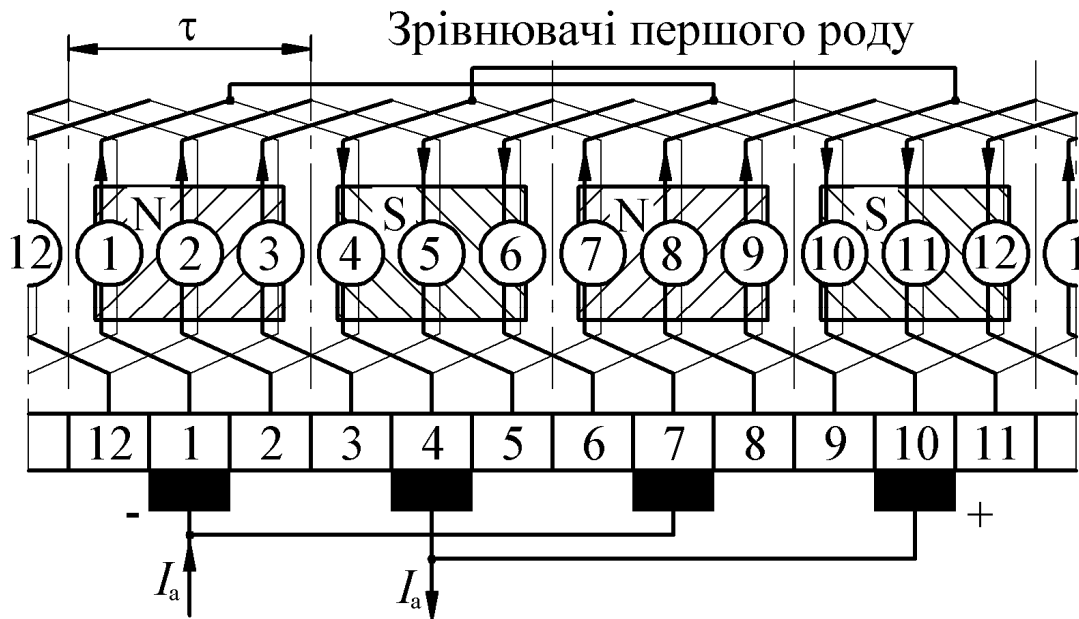 τ
Зрівнювачі першого роду
N S N S
12 1 2 3 4 5 6 7 8 9 10 11 12 1
12 1 2 3 4 5 6 7 8 9 10 11
- +
Iа Iа